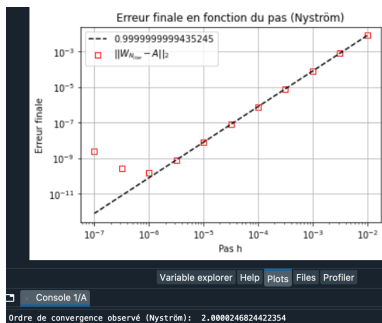 Erreur finale en fonction du pas (Nyström)
0.9999999999435245
||W_{N_{iter}} − A||₂
Erreur finale
10⁻³
10⁻⁵
10⁻⁷
10⁻⁹
10⁻¹¹
10⁻⁷ 10⁻⁶ 10⁻⁵ 10⁻⁴ 10⁻³ 10⁻²
Pas h
Variable explorer Help Plots Files Profiler
Console 1/A
Ordre de convergence observé (Nyström): 2.0000246824422354